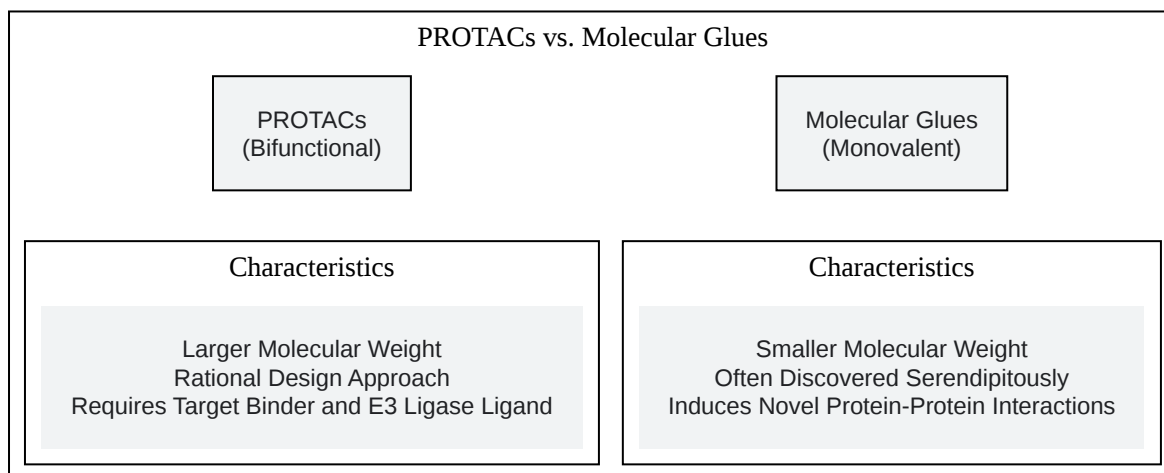 PROTACs vs. Molecular Glues
PROTACs
(Bifunctional)
Molecular Glues
(Monovalent)
Characteristics
Larger Molecular Weight
Rational Design Approach
Requires Target Binder and E3 Ligase Ligand
Characteristics
Smaller Molecular Weight
Often Discovered Serendipitously
Induces Novel Protein-Protein Interactions